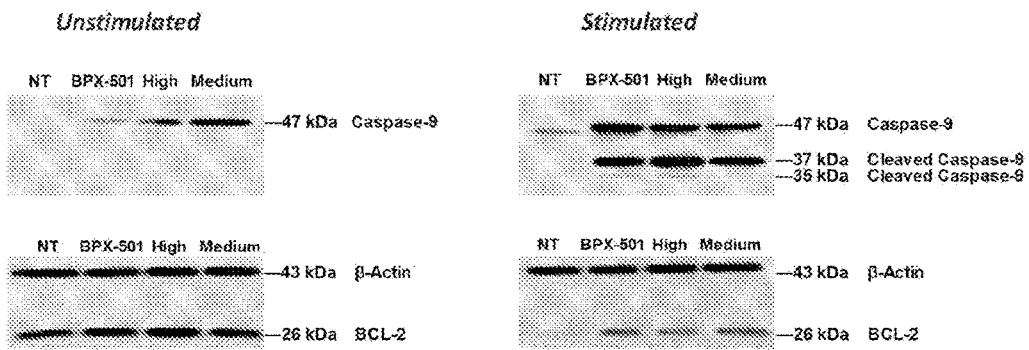 Unstimulated
NT BPX-501 High Medium
47 kDa Caspase-9
NT BPX-501 High Medium
43 kDa β-Actin
26 kDa BCL-2
Stimulated
NT BPX-501 High Medium
47 kDa Caspase-9
37 kDa Cleaved Caspase-9
35 kDa Cleaved Caspase-9
NT BPX-501 High Medium
43 kDa β-Actin
26 kDa BCL-2